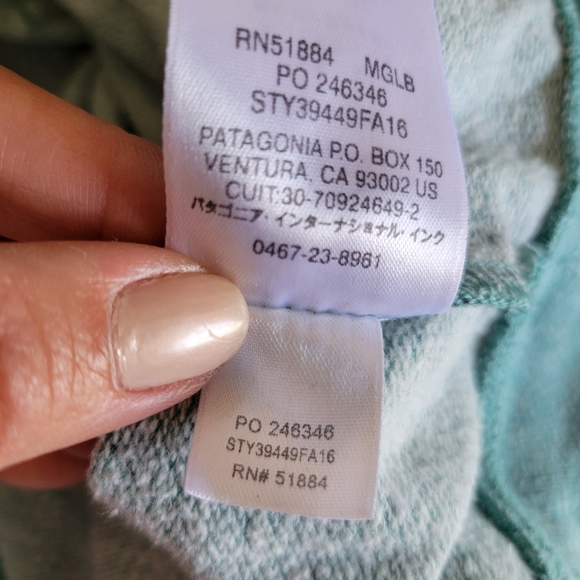 RN51884 MGLB
PO 246346
STY39449FA16
PATAGONIA P.O. BOX 150
VENTURA, CA 93002 US
CUIT:30-70924649-2
パタゴニア・インターナショナル・インク
0467-23-8961
PO 246346
STY39449FA16
RN# 51884